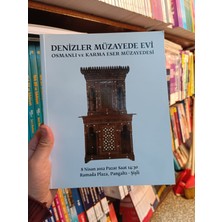 DENİZLER MÜZAYEDE EVİ
OSMANLI ve KARMA ESER MÜZAYEDESİ
8 Nisan 2012 Pazar Saat 14:30
Ramada Plaza, Pangaltı - Şişli